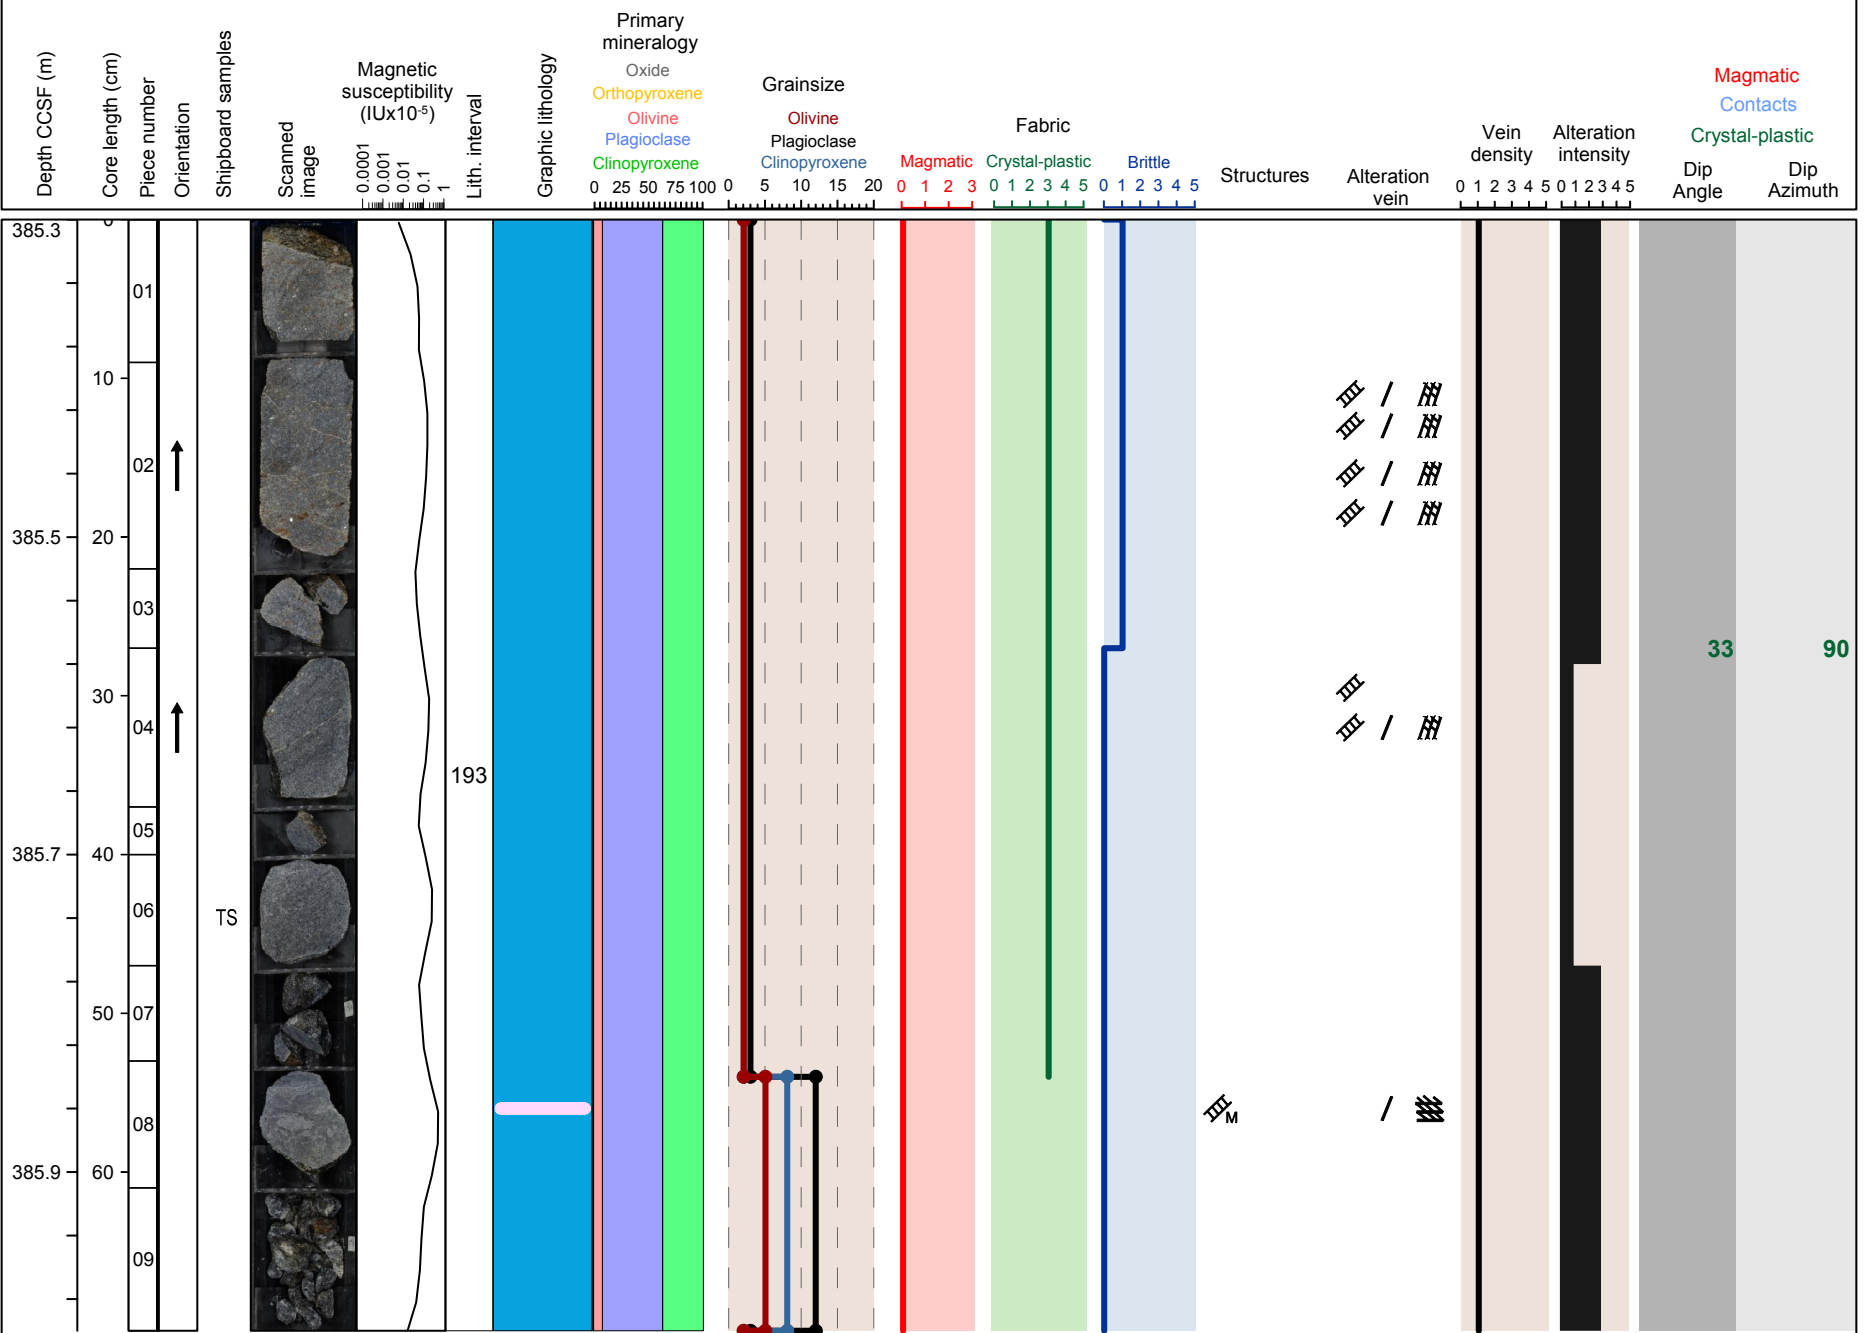 Depth CCSF (m)
Core length (cm)
Piece number
Orientation
Shipboard samples
Scanned
image
Magnetic
susceptibility
(IUx10-5)
0.0001
0.001
0.01
0.1
1
Lith. interval
Graphic lithology
Primary
mineralogy
Oxide
Orthopyroxene
Olivine
Plagioclase
Clinopyroxene
0 25 50 75 100
Grainsize
Olivine
Plagioclase
Clinopyroxene
0 5 10 15 20
Fabric
Magmatic
0 1 2 3
Crystal-plastic
0 1 2 3 4 5
Brittle
0 1 2 3 4 5
Structures
Alteration
vein
Vein
density
0 1 2 3 4 5
Alteration
intensity
0 1 2 3 4 5
Magmatic
Contacts
Crystal-plastic
Dip
Angle
Dip
Azimuth
385.3 0
01
10
02
385.5 20
03
33 90
30
04
193
05
385.7 40
06
TS
50 07
08
M
385.9 60
09